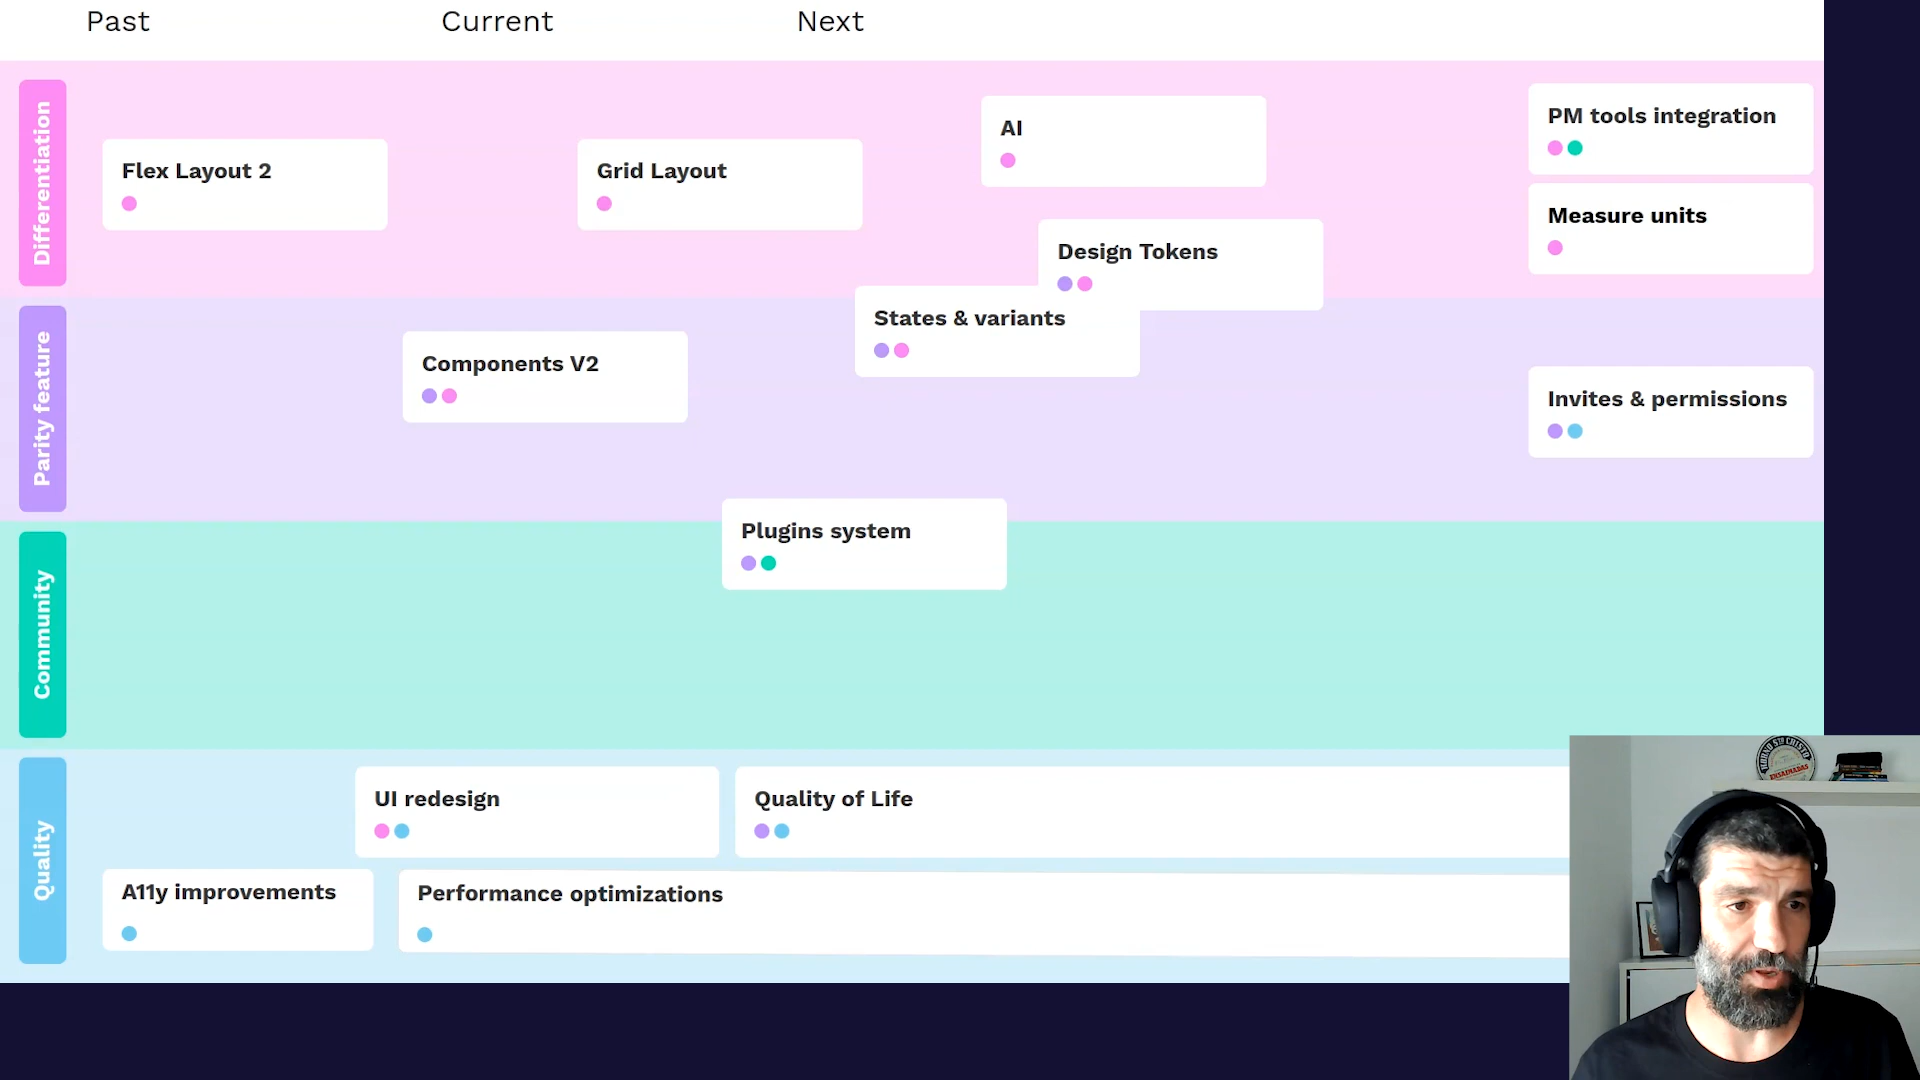 Past
Current
Next
Differentiation
Flex Layout 2
Grid Layout
AI
PM tools integration
Measure units
Design Tokens
Parity feature
States & variants
Components V2
Invites & permissions
Community
Plugins system
Quality
UI redesign
Quality of Life
A11y improvements
Performance optimizations
ENSAIMADAS